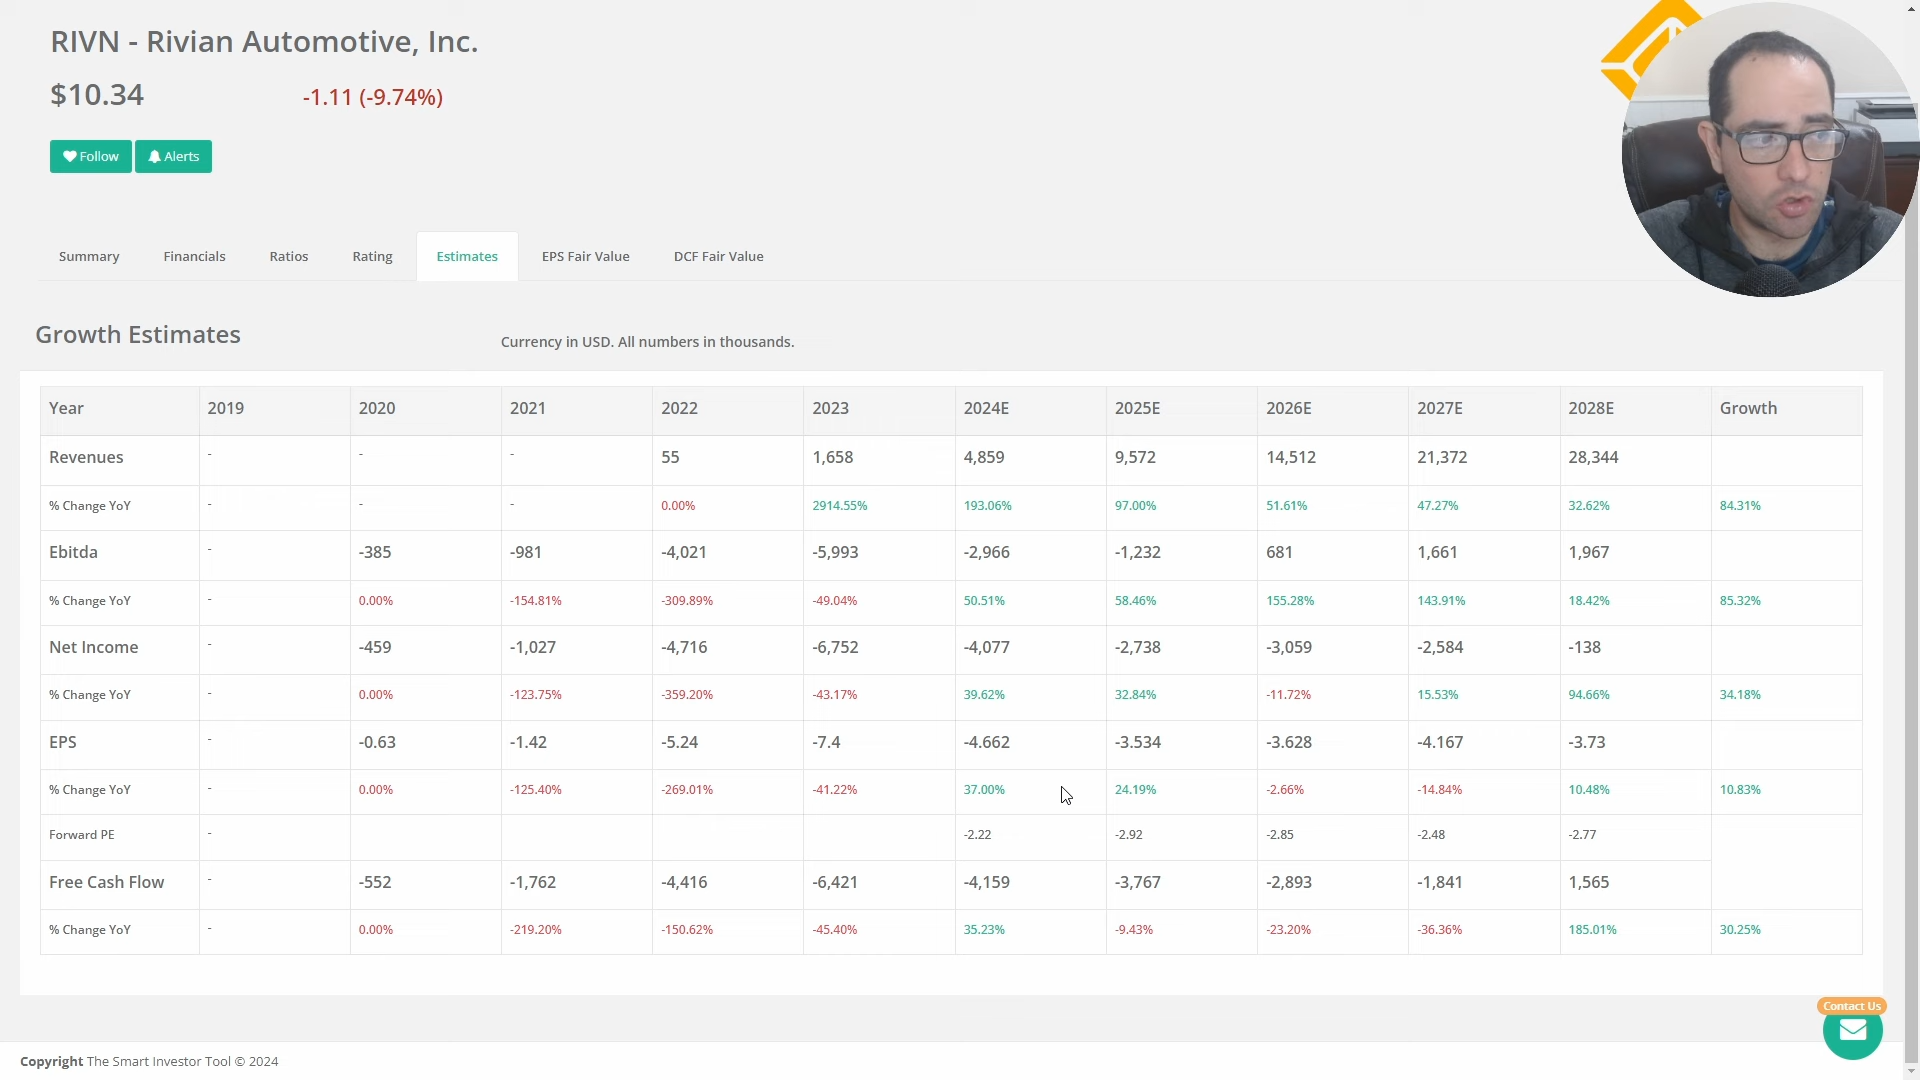 RIVN - Rivian Automotive, Inc.
$10.34 -1.11 (-9.74%)
Follow Alerts
Summary Financials Ratios Rating Estimates EPS Fair Value DCF Fair Value
Growth Estimates Currency in USD. All numbers in thousands.
Year 2019 2020 2021 2022 2023 2024E 2025E 2026E 2027E 2028E Growth
Revenues - - - 55 1,658 4,859 9,572 14,512 21,372 28,344
% Change YoY - - - 0.00% 2914.55% 193.06% 97.00% 51.61% 47.27% 32.62% 84.31%
Ebitda - -385 -981 -4,021 -5,993 -2,966 -1,232 681 1,661 1,967
% Change YoY - 0.00% -154.81% -309.89% -49.04% 50.51% 58.46% 155.28% 143.91% 18.42% 85.32%
Net Income - -459 -1,027 -4,716 -6,752 -4,077 -2,738 -3,059 -2,584 -138
% Change YoY - 0.00% -123.75% -359.20% -43.17% 39.62% 32.84% -11.72% 15.53% 94.66% 34.18%
EPS - -0.63 -1.42 -5.24 -7.4 -4.662 -3.534 -3.628 -4.167 -3.73
% Change YoY - 0.00% -125.40% -269.01% -41.22% 37.00% 24.19% -2.66% -14.84% 10.48% 10.83%
Forward PE - -2.22 -2.92 -2.85 -2.48 -2.77
Free Cash Flow - -552 -1,762 -4,416 -6,421 -4,159 -3,767 -2,893 -1,841 1,565
% Change YoY - 0.00% -219.20% -150.62% -45.40% 35.23% -9.43% -23.20% -36.36% 185.01% 30.25%
Contact Us
Copyright The Smart Investor Tool © 2024